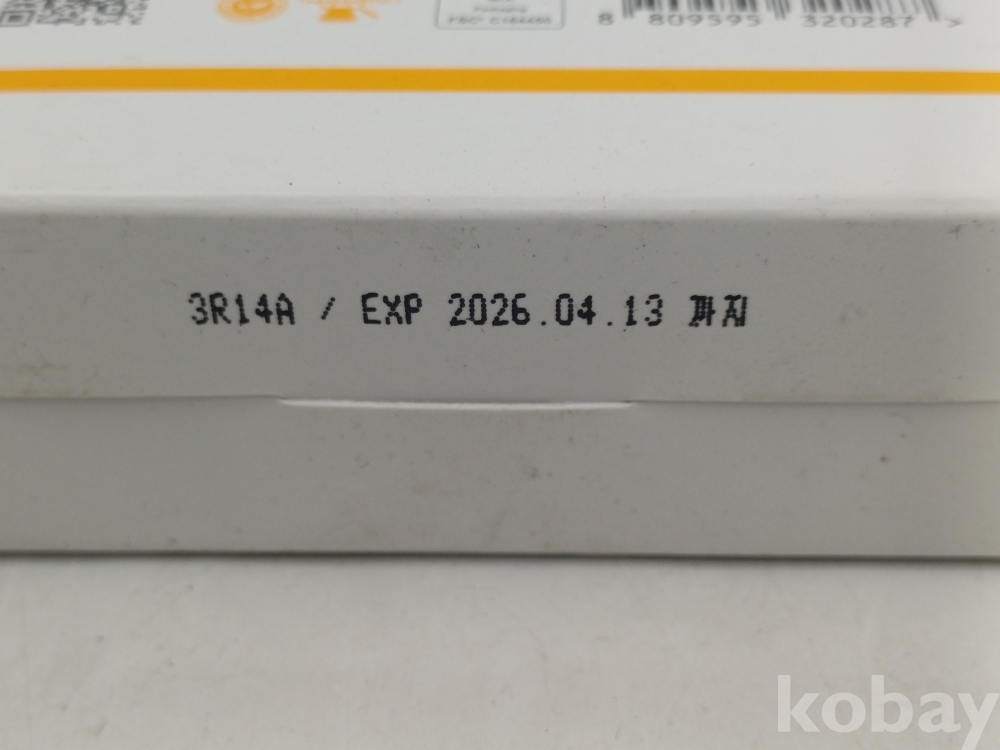 8 809595 320287 >
3R14A / EXP 2026.04.13 까지
kobay